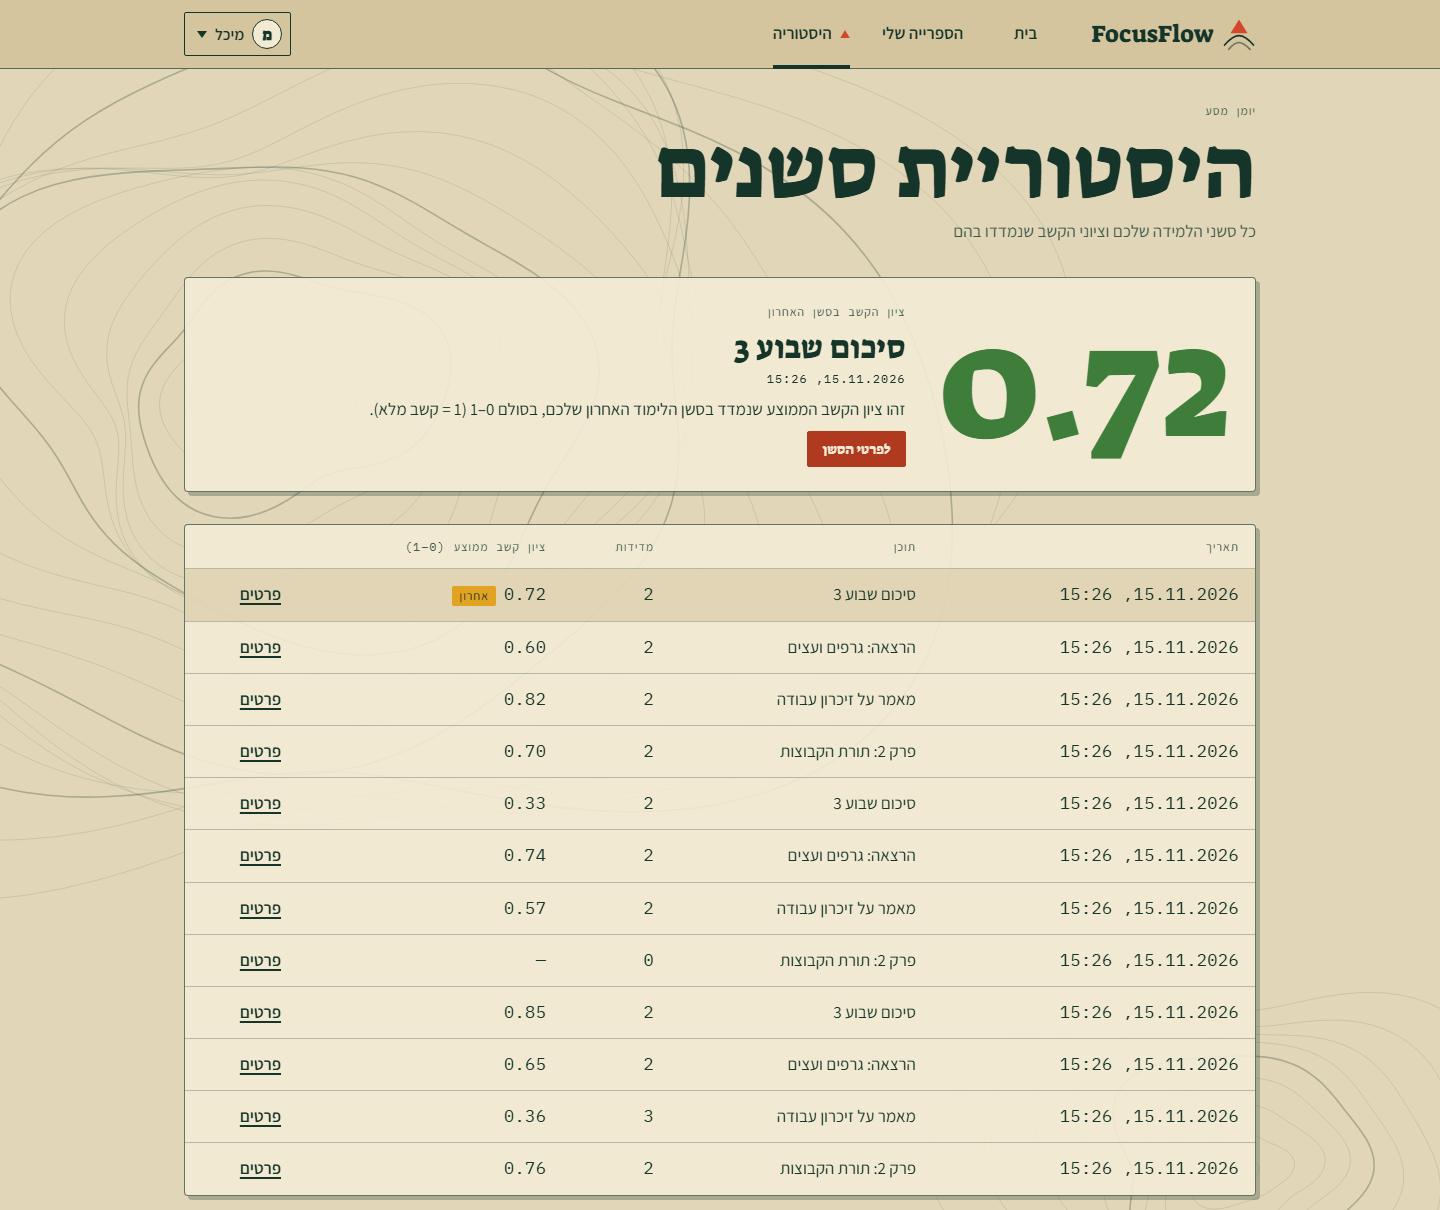 FocusFlow
בית
הספרייה שלי
היסטוריה
מ
מיכל
יומן מסע
היסטוריית סשנים
כל סשני הלמידה שלכם וציוני הקשב שנמדדו בהם
0.72
ציון הקשב בסשן האחרון
סיכום שבוע 3
15.11.2026, 15:26
זהו ציון הקשב הממוצע שנמדד בסשן הלימוד האחרון שלכם, בסולם 0–1 (1 = קשב מלא).
לפרטי הסשן
תאריך תוכן מדידות ציון קשב ממוצע (0–1)
15.11.2026, 15:26 סיכום שבוע 3 2 0.72 אחרון פרטים
15.11.2026, 15:26 הרצאה: גרפים ועצים 2 0.60 פרטים
15.11.2026, 15:26 מאמר על זיכרון עבודה 2 0.82 פרטים
15.11.2026, 15:26 פרק 2: תורת הקבוצות 2 0.70 פרטים
15.11.2026, 15:26 סיכום שבוע 3 2 0.33 פרטים
15.11.2026, 15:26 הרצאה: גרפים ועצים 2 0.74 פרטים
15.11.2026, 15:26 מאמר על זיכרון עבודה 2 0.57 פרטים
15.11.2026, 15:26 פרק 2: תורת הקבוצות 0 — פרטים
15.11.2026, 15:26 סיכום שבוע 3 2 0.85 פרטים
15.11.2026, 15:26 הרצאה: גרפים ועצים 2 0.65 פרטים
15.11.2026, 15:26 מאמר על זיכרון עבודה 3 0.36 פרטים
15.11.2026, 15:26 פרק 2: תורת הקבוצות 2 0.76 פרטים